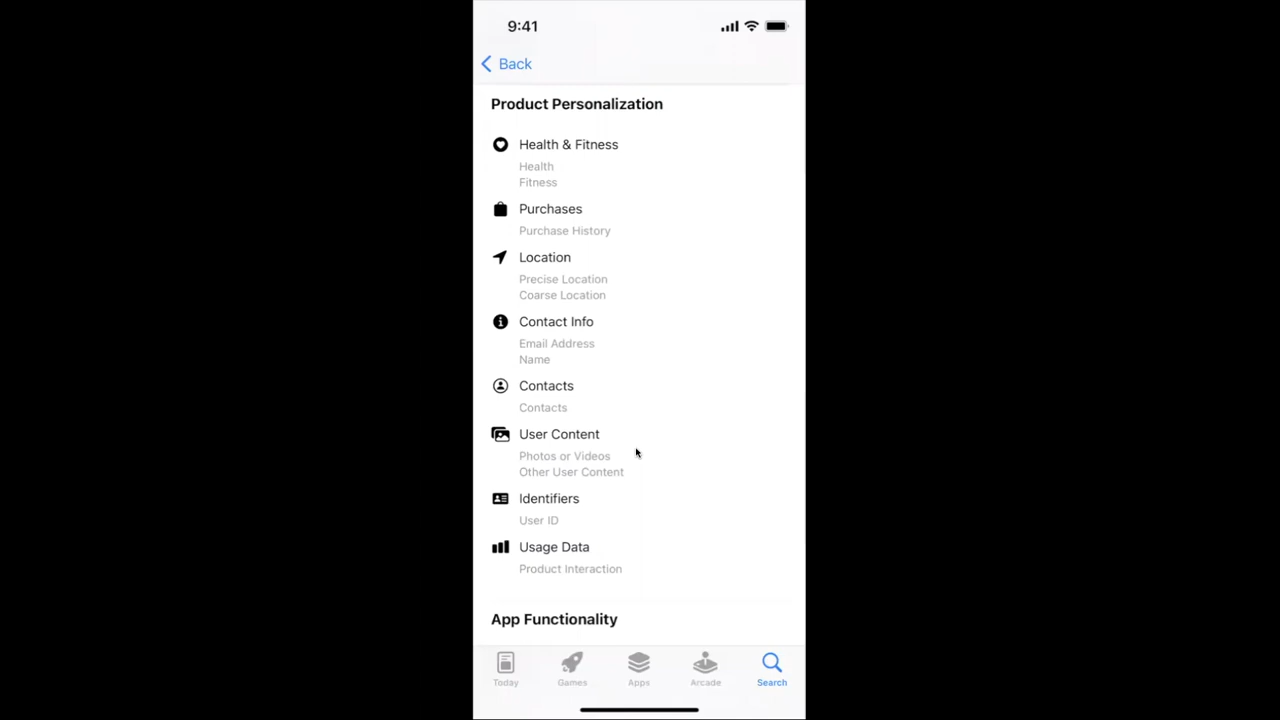 9:41
Back
Product Personalization
Health & Fitness
Health
Fitness
Purchases
Purchase History
Location
Precise Location
Coarse Location
Contact Info
Email Address
Name
Contacts
Contacts
User Content
Photos or Videos
Other User Content
Identifiers
User ID
Usage Data
Product Interaction
App Functionality
Today Games Apps Arcade Search